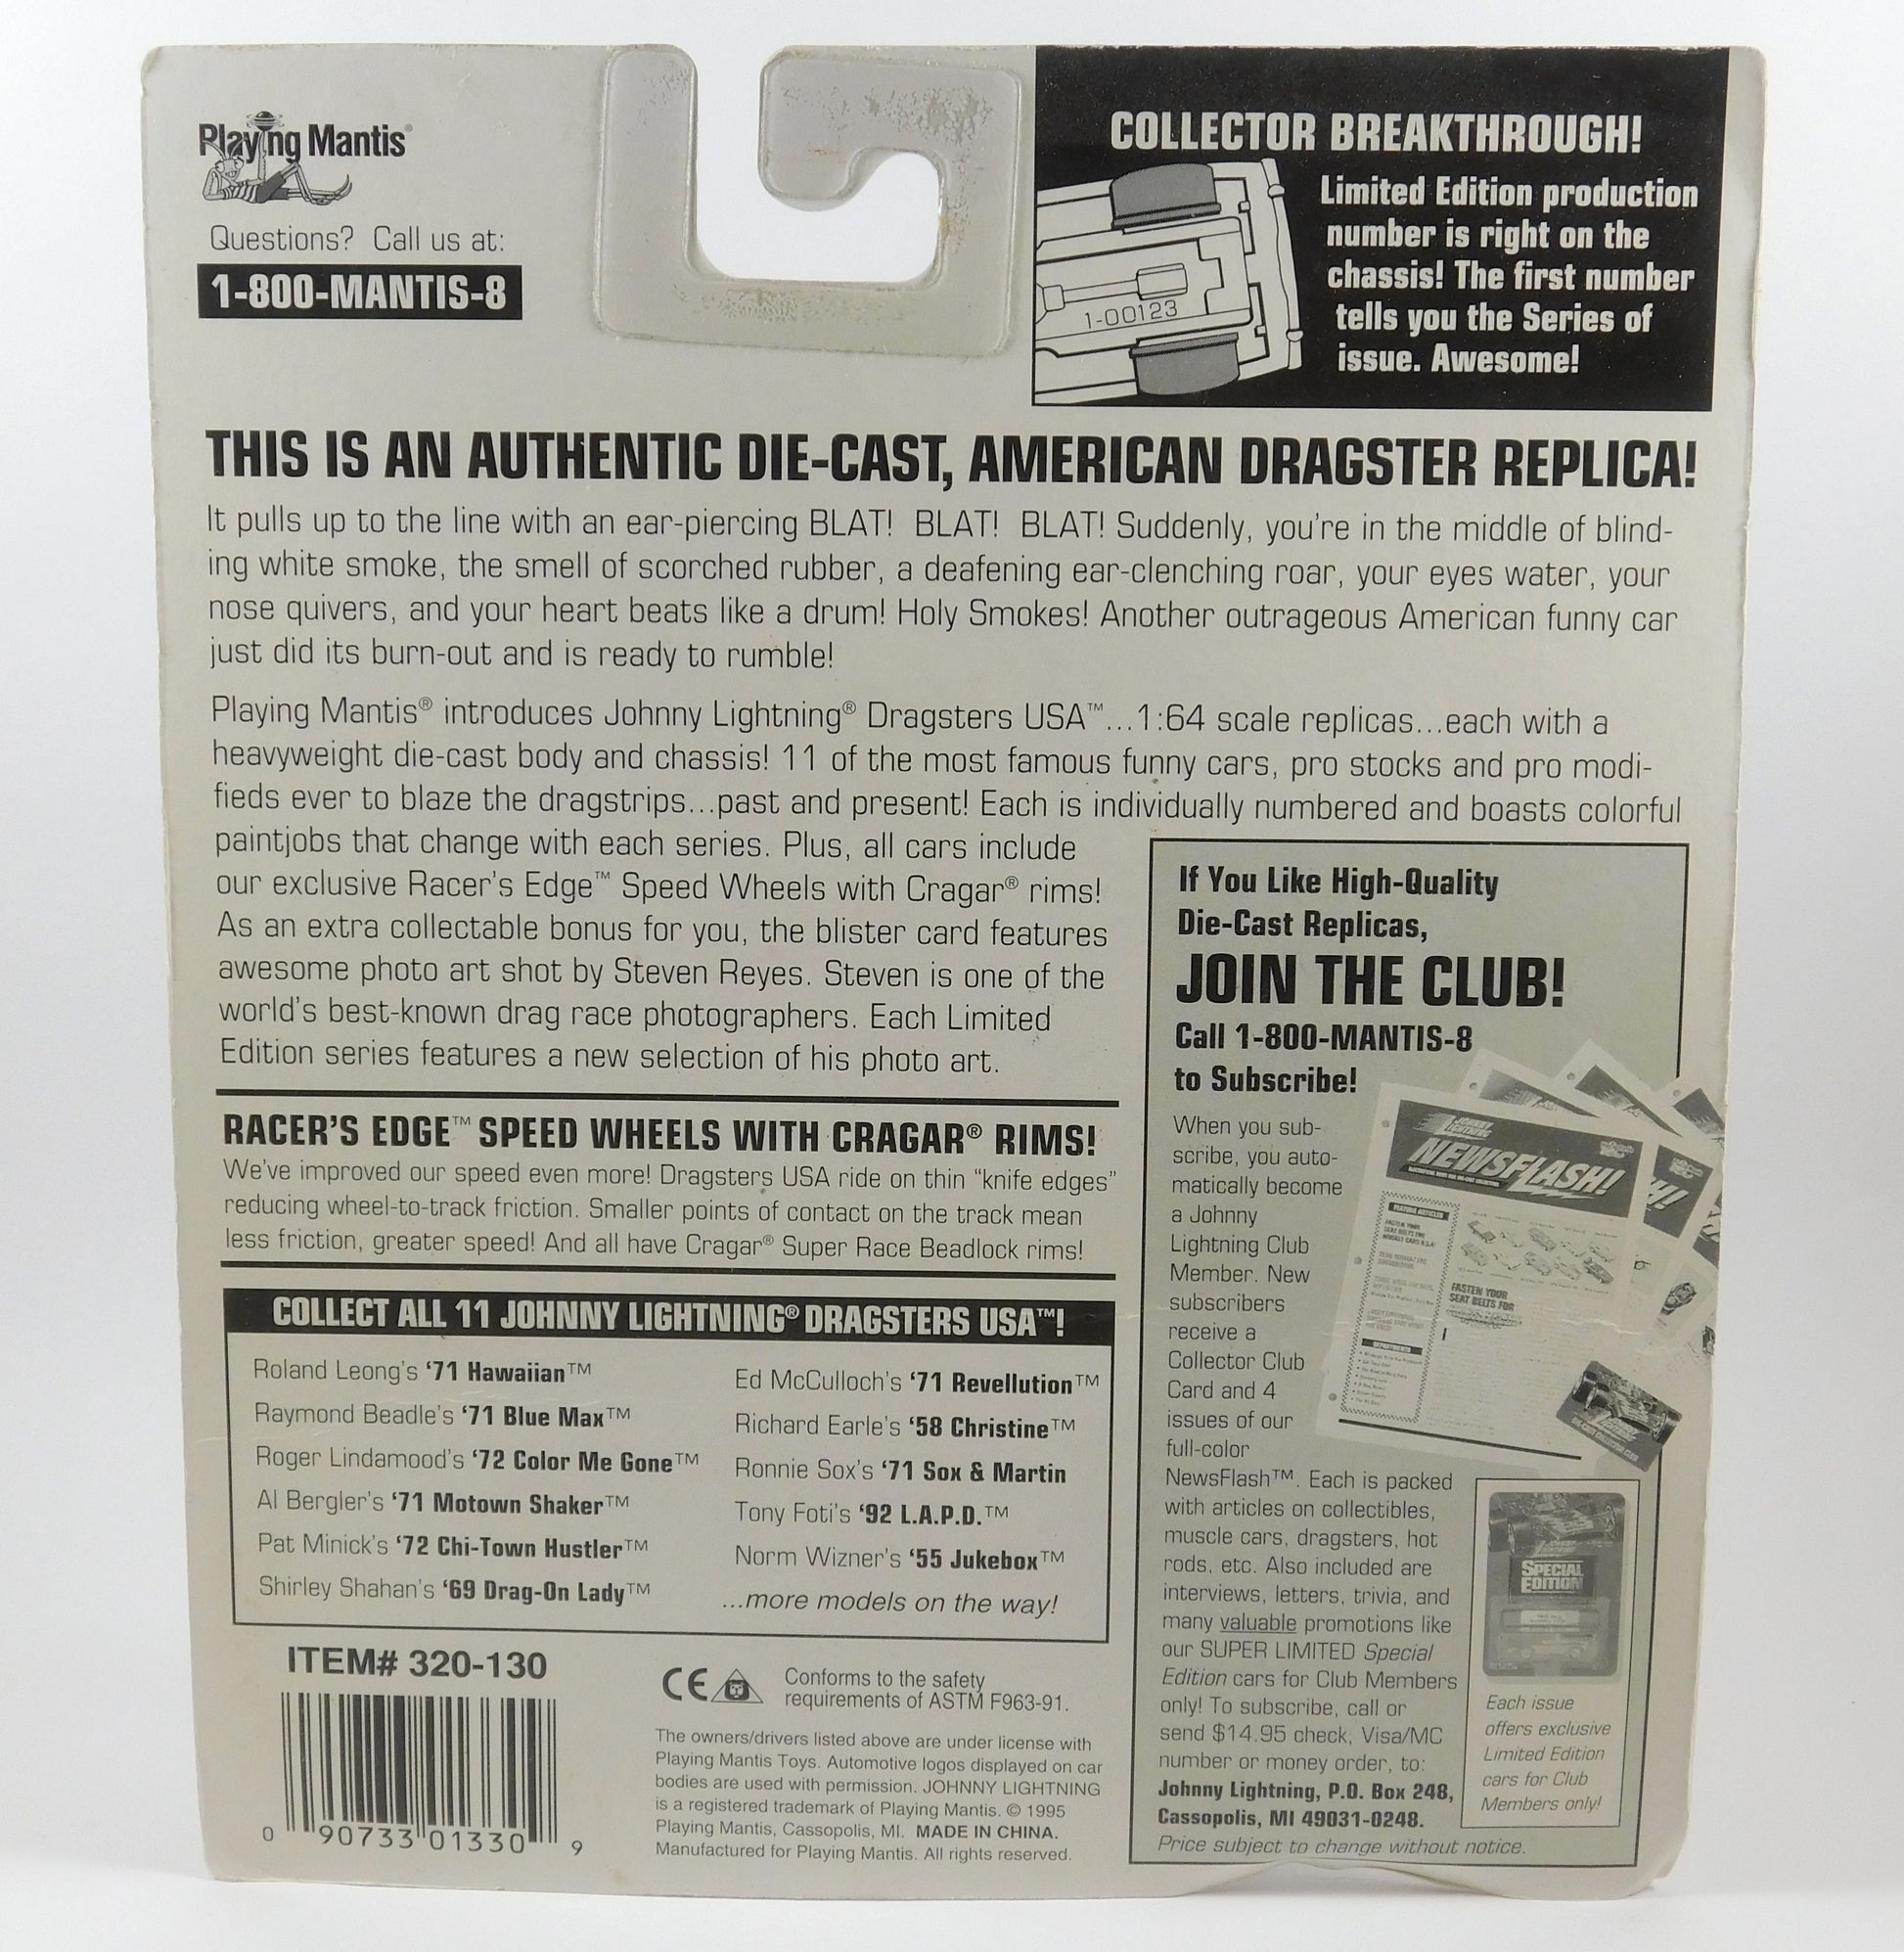 Playing Mantis®
Questions? Call us at:
1-800-MANTIS-8
COLLECTOR BREAKTHROUGH!
Limited Edition production
number is right on the
chassis! The first number
tells you the Series of
issue. Awesome!
1-00123
THIS IS AN AUTHENTIC DIE-CAST, AMERICAN DRAGSTER REPLICA!
It pulls up to the line with an ear-piercing BLAT! BLAT! BLAT! Suddenly, you're in the middle of blind-
ing white smoke, the smell of scorched rubber, a deafening ear-clenching roar, your eyes water, your
nose quivers, and your heart beats like a drum! Holy Smokes! Another outrageous American funny car
just did its burn-out and is ready to rumble!
Playing Mantis® introduces Johnny Lightning® Dragsters USA™...1:64 scale replicas...each with a
heavyweight die-cast body and chassis! 11 of the most famous funny cars, pro stocks and pro modi-
fieds ever to blaze the dragstrips...past and present! Each is individually numbered and boasts colorful
paintjobs that change with each series. Plus, all cars include
our exclusive Racer's Edge™ Speed Wheels with Cragar® rims!
As an extra collectable bonus for you, the blister card features
awesome photo art shot by Steven Reyes. Steven is one of the
world's best-known drag race photographers. Each Limited
Edition series features a new selection of his photo art.
RACER'S EDGE™ SPEED WHEELS WITH CRAGAR® RIMS!
We've improved our speed even more! Dragsters USA ride on thin "knife edges"
reducing wheel-to-track friction. Smaller points of contact on the track mean
less friction, greater speed! And all have Cragar® Super Race Beadlock rims!
COLLECT ALL 11 JOHNNY LIGHTNING® DRAGSTERS USA™!
Roland Leong's '71 Hawaiian™
Raymond Beadle's '71 Blue Max™
Roger Lindamood's '72 Color Me Gone™
Al Bergler's '71 Motown Shaker™
Pat Minick's '72 Chi-Town Hustler™
Shirley Shahan's '69 Drag-On Lady™
Ed McCulloch's '71 Revellution™
Richard Earle's '58 Christine™
Ronnie Sox's '71 Sox & Martin
Tony Foti's '92 L.A.P.D.™
Norm Wizner's '55 Jukebox™
...more models on the way!
ITEM# 320-130
0 90733 01330 9
CE
Conforms to the safety
requirements of ASTM F963-91.
The owners/drivers listed above are under license with
Playing Mantis Toys. Automotive logos displayed on car
bodies are used with permission. JOHNNY LIGHTNING
is a registered trademark of Playing Mantis. © 1995
Playing Mantis, Cassopolis, MI. MADE IN CHINA.
Manufactured for Playing Mantis. All rights reserved.
If You Like High-Quality
Die-Cast Replicas,
JOIN THE CLUB!
Call 1-800-MANTIS-8
to Subscribe!
When you sub-
scribe, you auto-
matically become
a Johnny
Lightning Club
Member. New
subscribers
receive a
Collector Club
Card and 4
issues of our
full-color
NewsFlash™. Each is packed
with articles on collectibles,
muscle cars, dragsters, hot
rods, etc. Also included are
interviews, letters, trivia, and
many valuable promotions like
our SUPER LIMITED Special
Edition cars for Club Members
only! To subscribe, call or
send $14.95 check, Visa/MC
number or money order, to:
Johnny Lightning, P.O. Box 248,
Cassopolis, MI 49031-0248.
Price subject to change without notice.
NEWSFLASH!
FEATURE ARTICLES
FASTEN YOUR
SEAT BELTS FOR
DEPARTMENTS
SPECIAL
EDITION
Each issue
offers exclusive
Limited Edition
cars for Club
Members only!